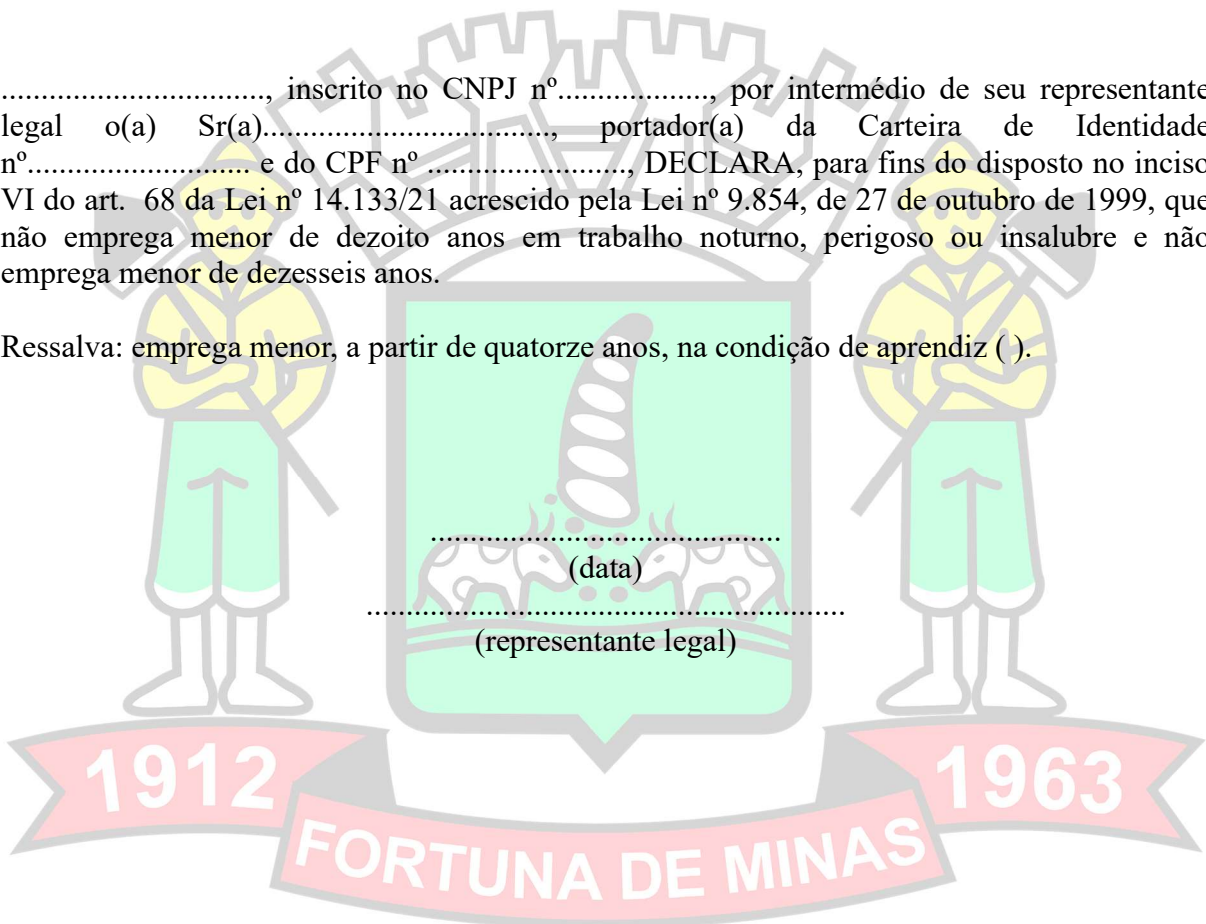 ................................., inscrito no CNPJ nº..................., por intermédio de seu representante
legal o(a) Sr(a)...................................., portador(a) da Carteira de Identidade
nº............................ e do CPF nº ........................., DECLARA, para fins do disposto no inciso
VI do art. 68 da Lei nº 14.133/21 acrescido pela Lei nº 9.854, de 27 de outubro de 1999, que
não emprega menor de dezoito anos em trabalho noturno, perigoso ou insalubre e não
emprega menor de dezesseis anos.
Ressalva: emprega menor, a partir de quatorze anos, na condição de aprendiz ( ).
............................................
(data)
............................................................
(representante legal)
1912
1963
FORTUNA DE MINAS